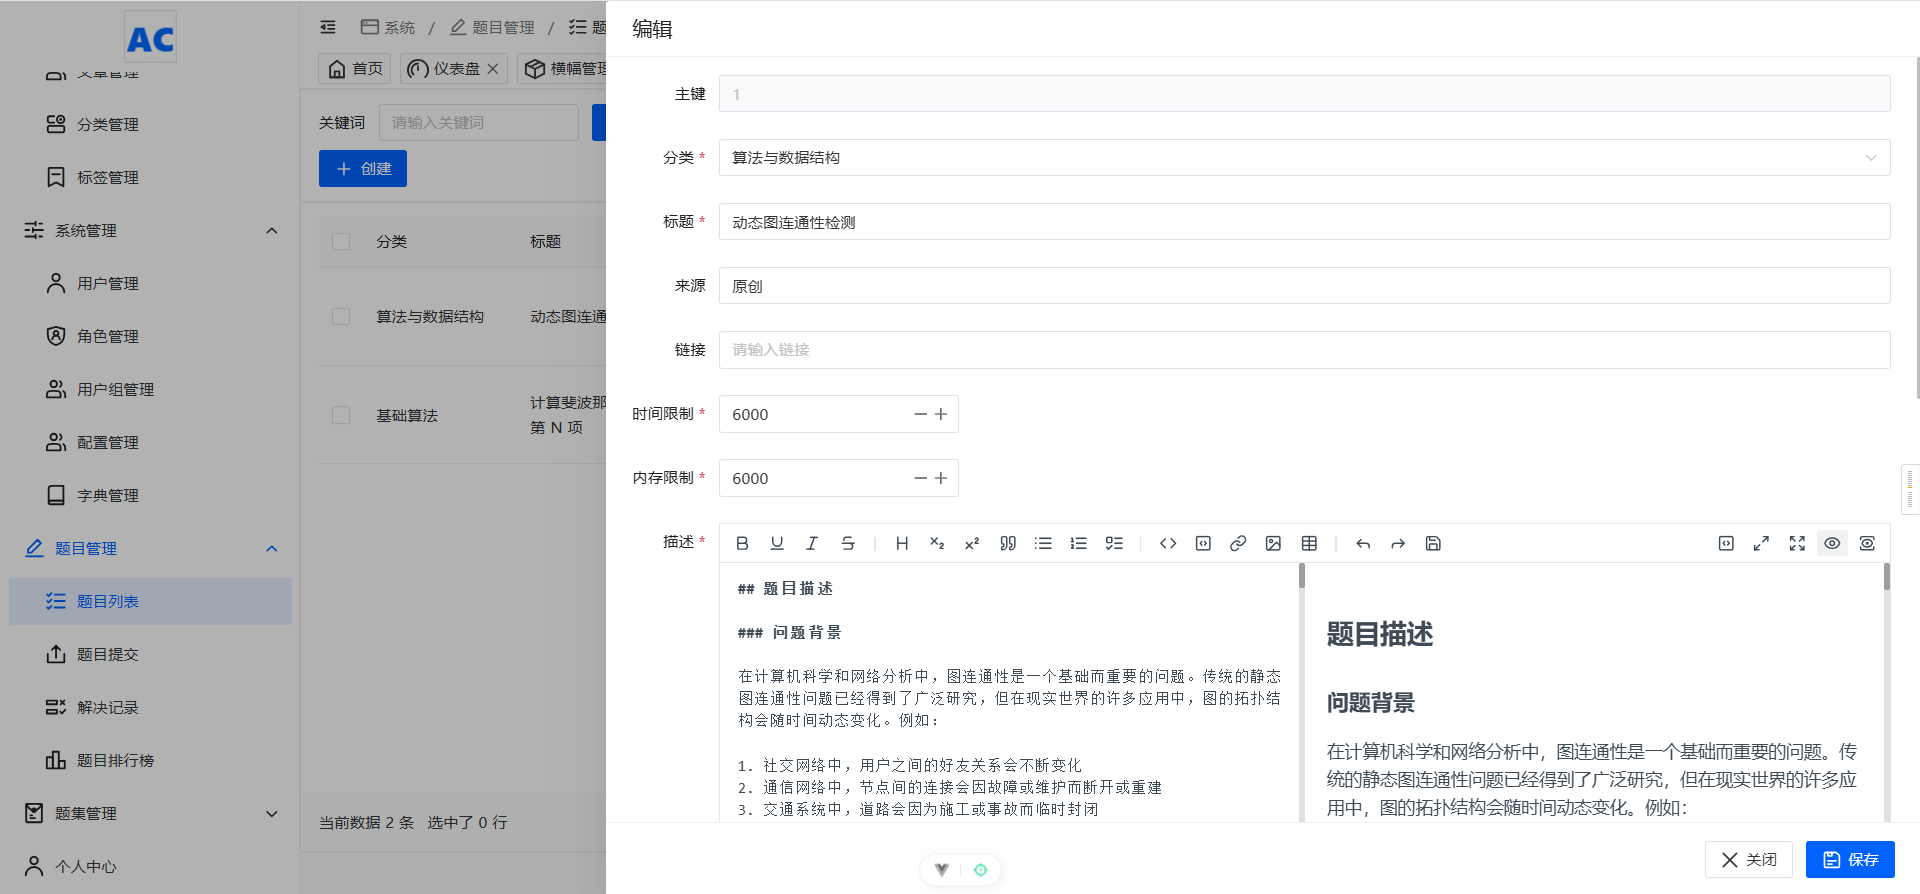 AC
文章管理
分类管理
标签管理
系统管理
用户管理
角色管理
用户组管理
配置管理
字典管理
题目管理
题目列表
题目提交
解决记录
题目排行榜
题集管理
个人中心
系统 / 题目管理 / 题
首页
仪表盘
横幅管理
关键词
请输入关键词
创建
分类 标题
算法与数据结构 动态图连通
基础算法 计算斐波那
第 N 项
当前数据 2 条 选中了 0 行
编辑
主键 1
分类 * 算法与数据结构
标题 * 动态图连通性检测
来源 原创
链接 请输入链接
时间限制 * 6000
内存限制 * 6000
描述 *
## 题目描述
### 问题背景
在计算机科学和网络分析中，图连通性是一个基础而重要的问题。传统的静态
图连通性问题已经得到了广泛研究，但在现实世界的许多应用中，图的拓扑结
构会随时间动态变化。例如：
1. 社交网络中，用户之间的好友关系会不断变化
2. 通信网络中，节点间的连接会因故障或维护而断开或重建
3. 交通系统中，道路会因为施工或事故而临时封闭
题目描述
问题背景
在计算机科学和网络分析中，图连通性是一个基础而重要的问题。传
统的静态图连通性问题已经得到了广泛研究，但在现实世界的许多应
用中，图的拓扑结构会随时间动态变化。例如：
关闭
保存